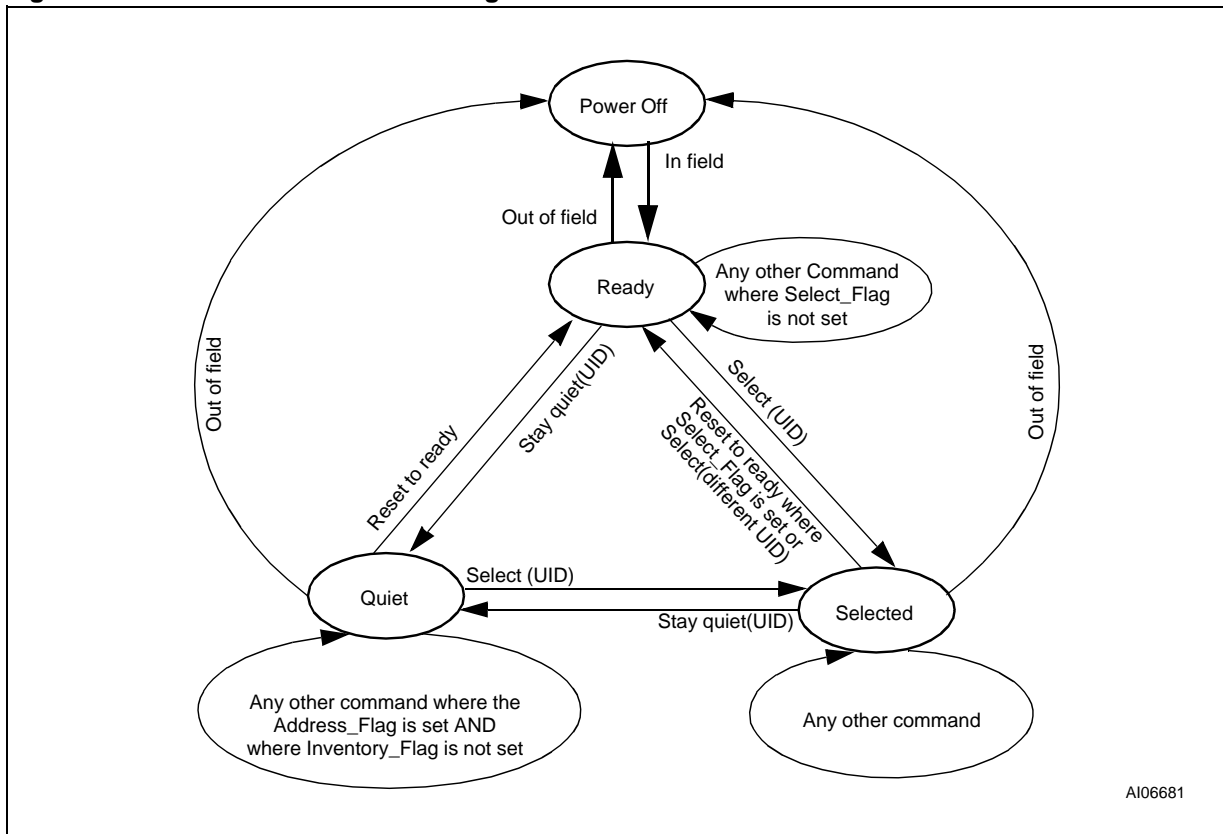 Power Off
In field
Out of field
Ready
Any other Command
where Select_Flag
is not set
Out of field
Out of field
Reset to ready
Stay quiet(UID)
Select (UID)
Reset to ready where
Select_Flag is set or
Select(different UID)
Quiet
Select (UID)
Stay quiet(UID)
Selected
Any other command where the
Address_Flag is set AND
where Inventory_Flag is not set
Any other command
AI06681